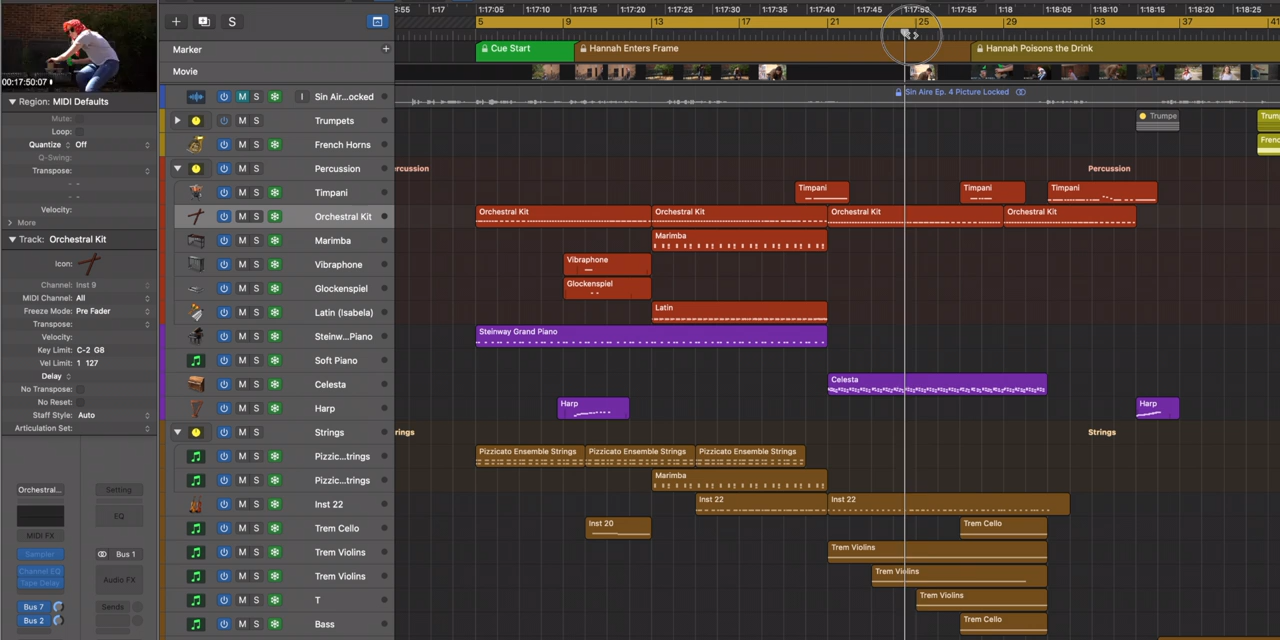 S
6:55
1:17
1:17:05
1:17:10
1:17:20
1:17:25
1:17:30
1:17:35
1:17:40
1:17:45
1:17:50
1:17:55
1:18:05
1:18:10
1:18:15
1:18:20
1:18:25
5
9
13
17
21
25
29
33
37
41
Marker
Cue Start
Hannah Enters Frame
Hannah Poisons the Drink
Movie
00:17:50:07
Region: MIDI Defaults
Mute:
Loop:
Quantize
Off
Q-Swing:
Transpose:
Velocity:
More
Track: Orchestral Kit
Icon:
Channel: Inst 9
MIDI Channel: All
Freeze Mode: Pre Fader
Transpose:
Velocity:
Key Limit: C-2 G8
Vel Limit: 1 127
Delay
No Transpose:
No Reset:
Staff Style: Auto
Articulation Set:
Orchestral...
Setting
EQ
MIDI FX
Sampler
Bus 1
Channel EQ
Tape Delay
Audio FX
Bus 7
Sends
Bus 2
M S I Sin Air...ocked
Sin Aire Ep. 4 Picture Locked
M S Trumpets
Trumpe
Trum
M S French Horns
Frenc
M S Percussion
ercussion
Percussion
M S Timpani
Timpani
Timpani
Timpani
M S Orchestral Kit
Orchestral Kit
Orchestral Kit
Orchestral Kit
Orchestral Kit
M S Marimba
Marimba
M S Vibraphone
Vibraphone
M S Glockenspiel
Glockenspiel
M S Latin (Isabela)
Latin
M S Steinw...Piano
Steinway Grand Piano
M S Soft Piano
M S Celesta
Celesta
M S Harp
Harp
Harp
M S Strings
rings
Strings
M S Pizzic...trings
Pizzicato Ensemble Strings
Pizzicato Ensemble Strings
Pizzicato Ensemble Strings
M S Pizzic...trings
Marimba
M S Inst 22
Inst 22
Inst 22
M S Trem Cello
Inst 20
Trem Cello
M S Trem Violins
Trem Violins
M S Trem Violins
Trem Violins
M S T
Trem Violins
M S Bass
Trem Cello